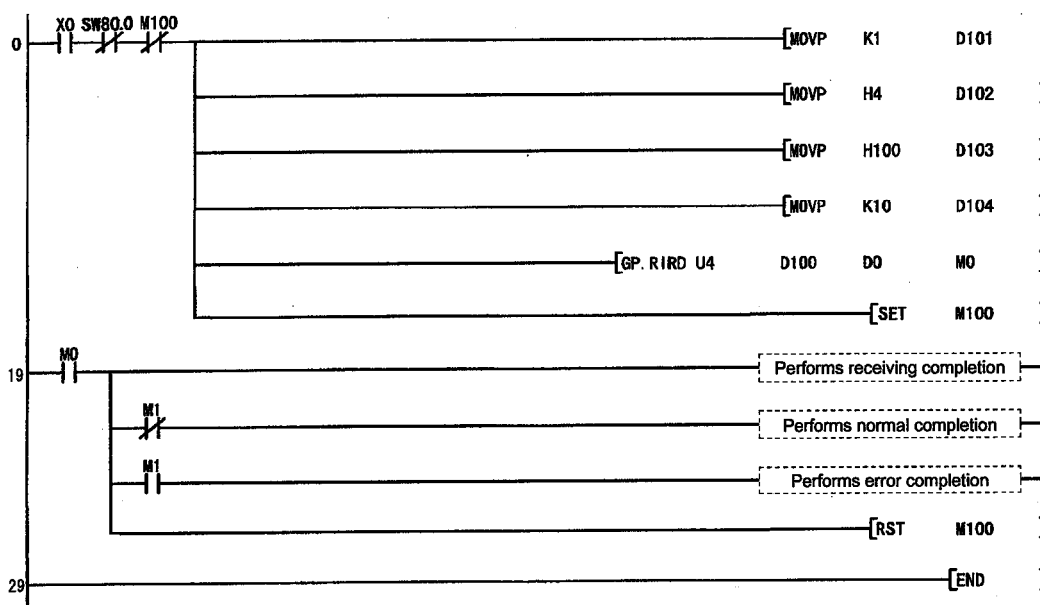 X0 SW80.0 M100
0 [MOVP K1 D101
[MOVP H4 D102
[MOVP H100 D103
[MOVP K10 D104
[GP.RIRD U4 D100 D0 M0
[SET M100
M0
19 Performs receiving completion
M1
Performs normal completion
M1
Performs error completion
[RST M100
29 [END